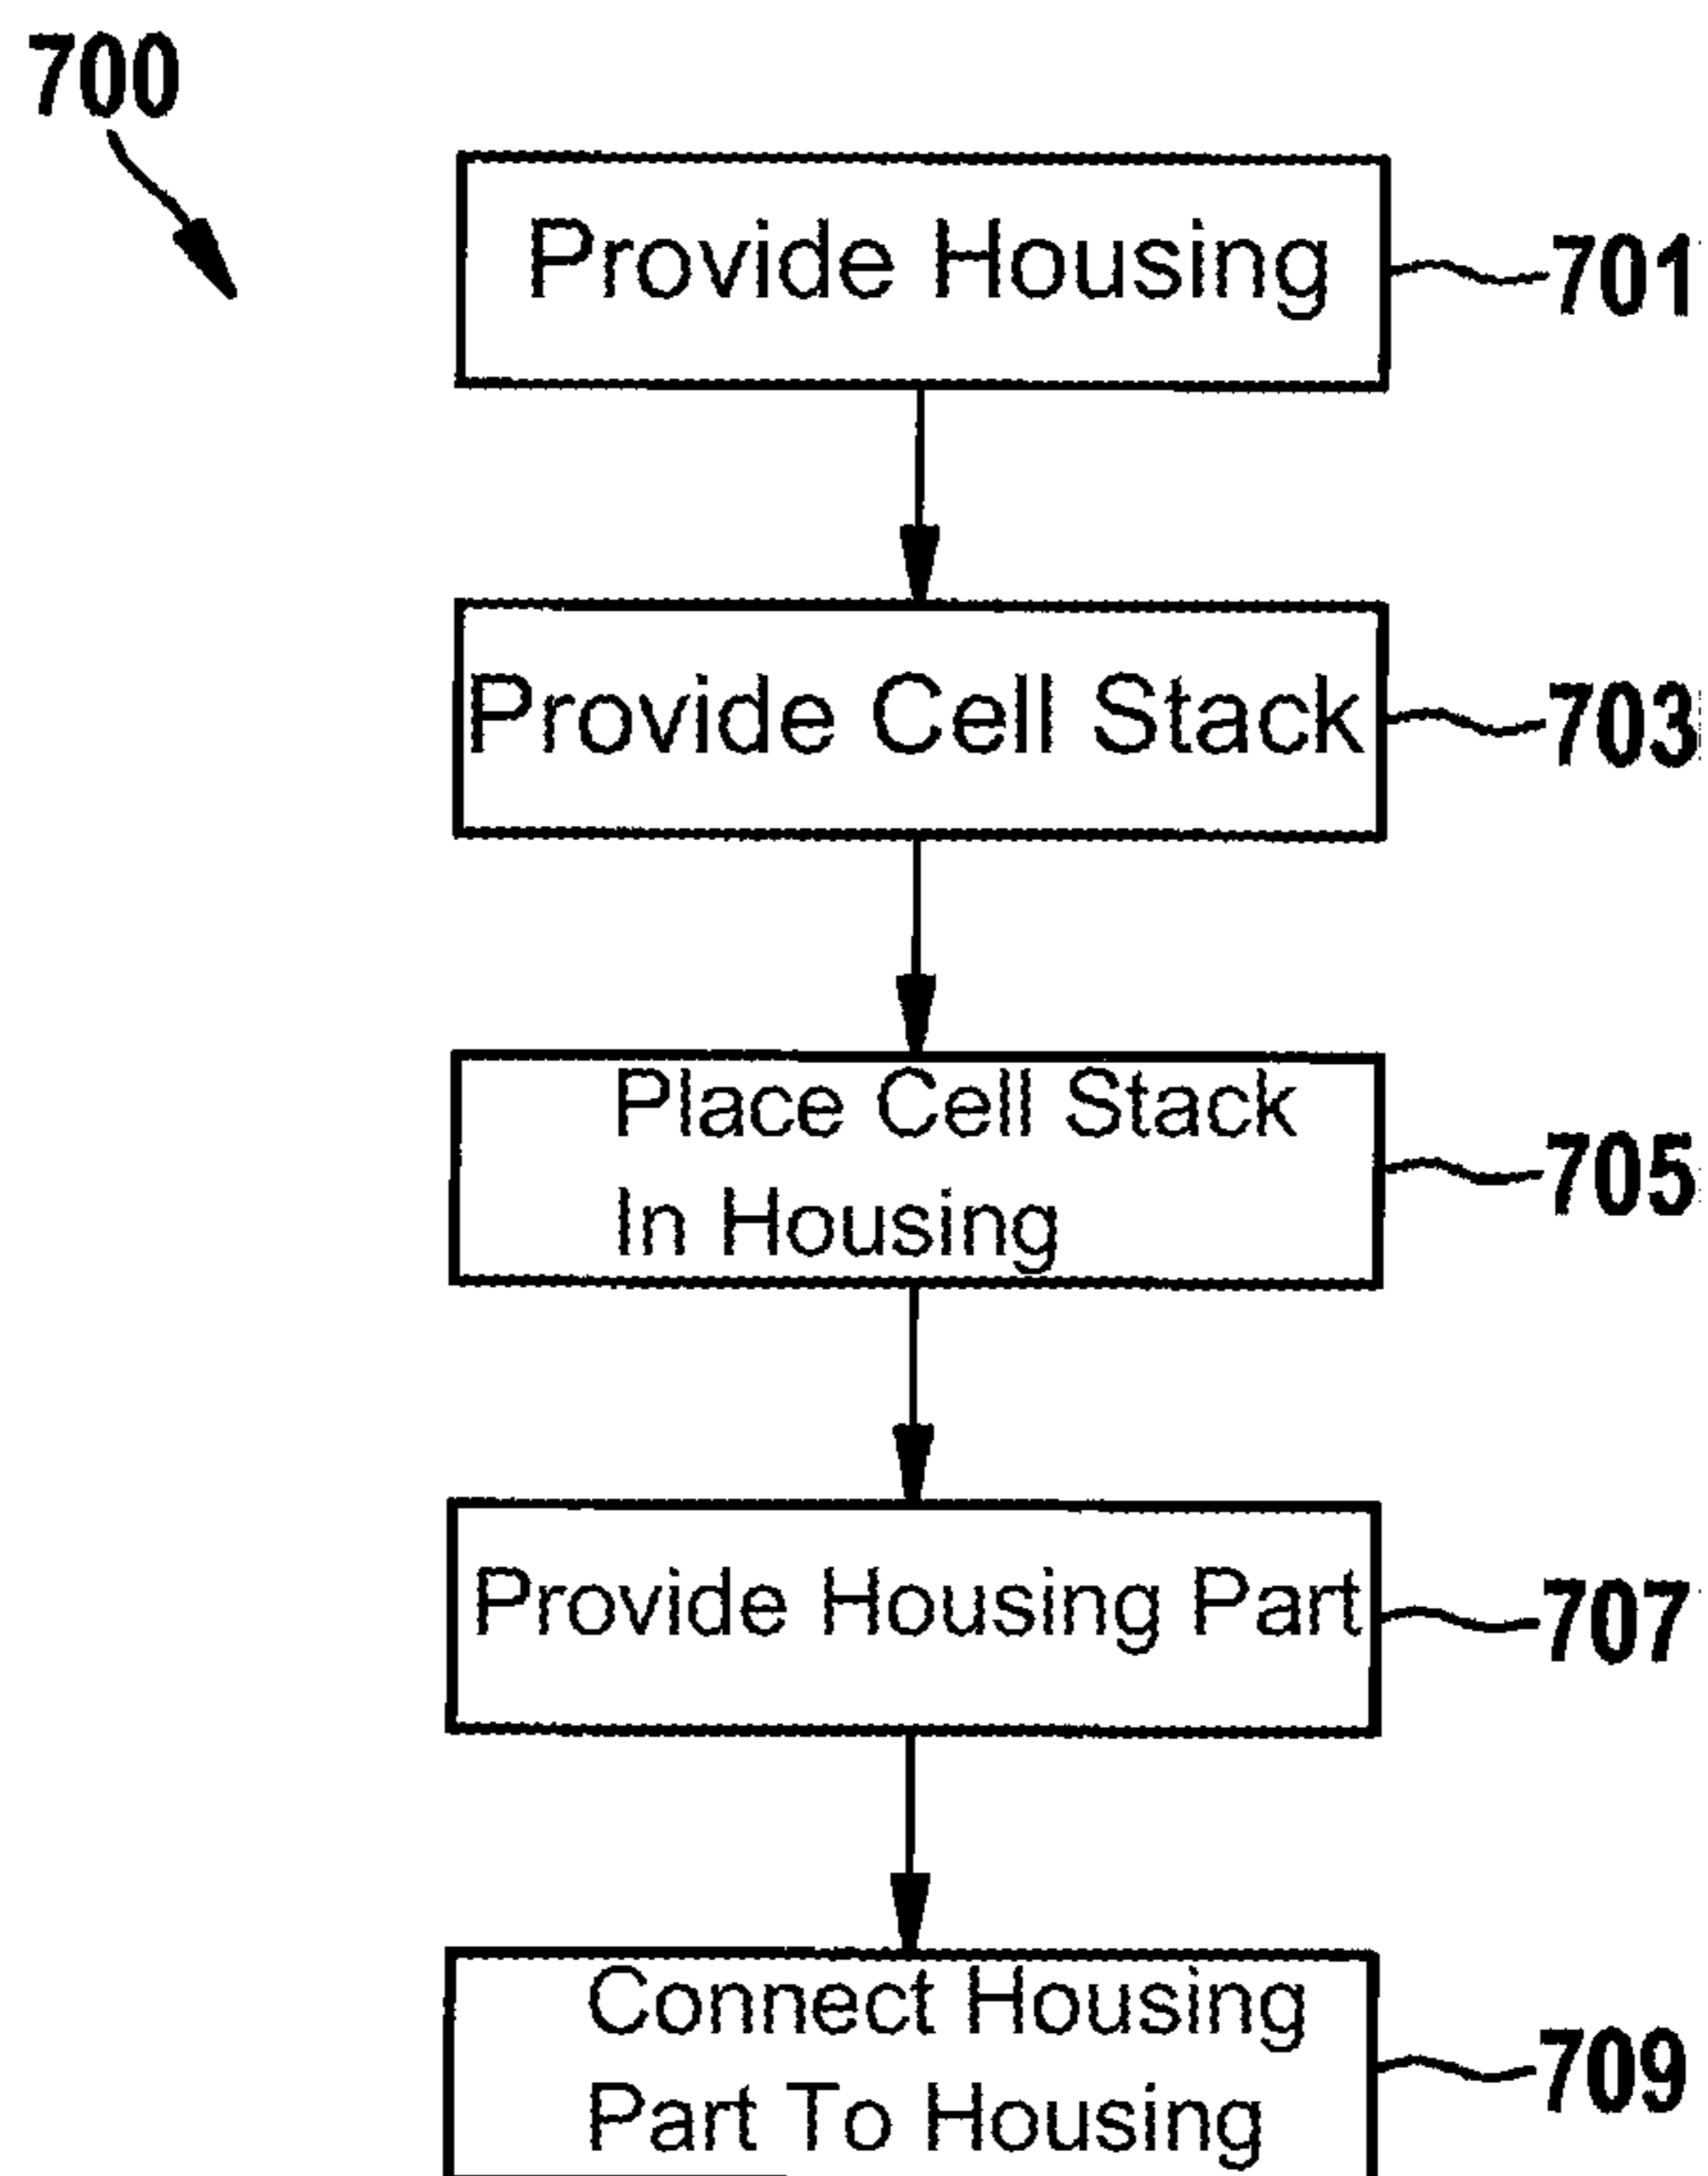 700
Provide Housing
701
Provide Cell Stack
703
Place Cell Stack
In Housing
705
Provide Housing Part
707
Connect Housing
Part To Housing
709